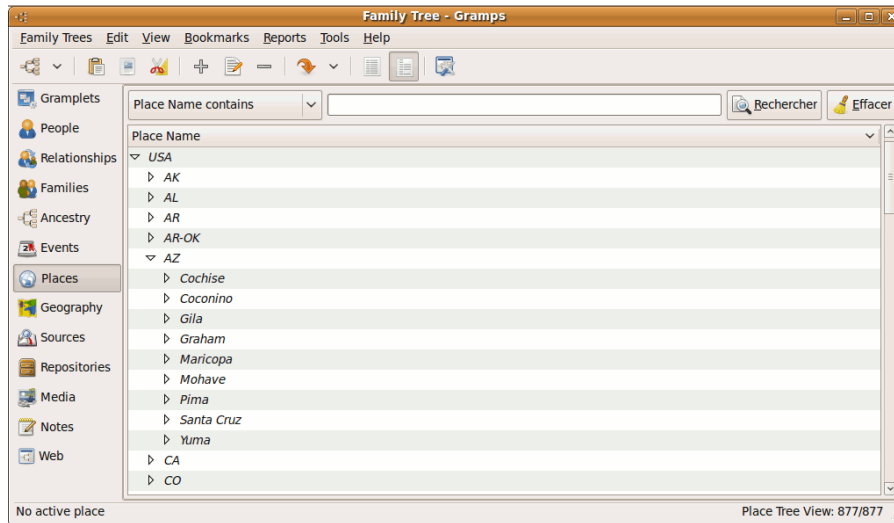 Family Tree - Gramps
Family Trees Edit View Bookmarks Reports Tools Help
Gramplets
People
Relationships
Families
Ancestry
Events
Places
Geography
Sources
Repositories
Media
Notes
Web
Place Name contains
Rechercher
Effacer
Place Name
USA
AK
AL
AR
AR-OK
AZ
Cochise
Coconino
Gila
Graham
Maricopa
Mohave
Pima
Santa Cruz
Yuma
CA
CO
No active place
Place Tree View: 877/877